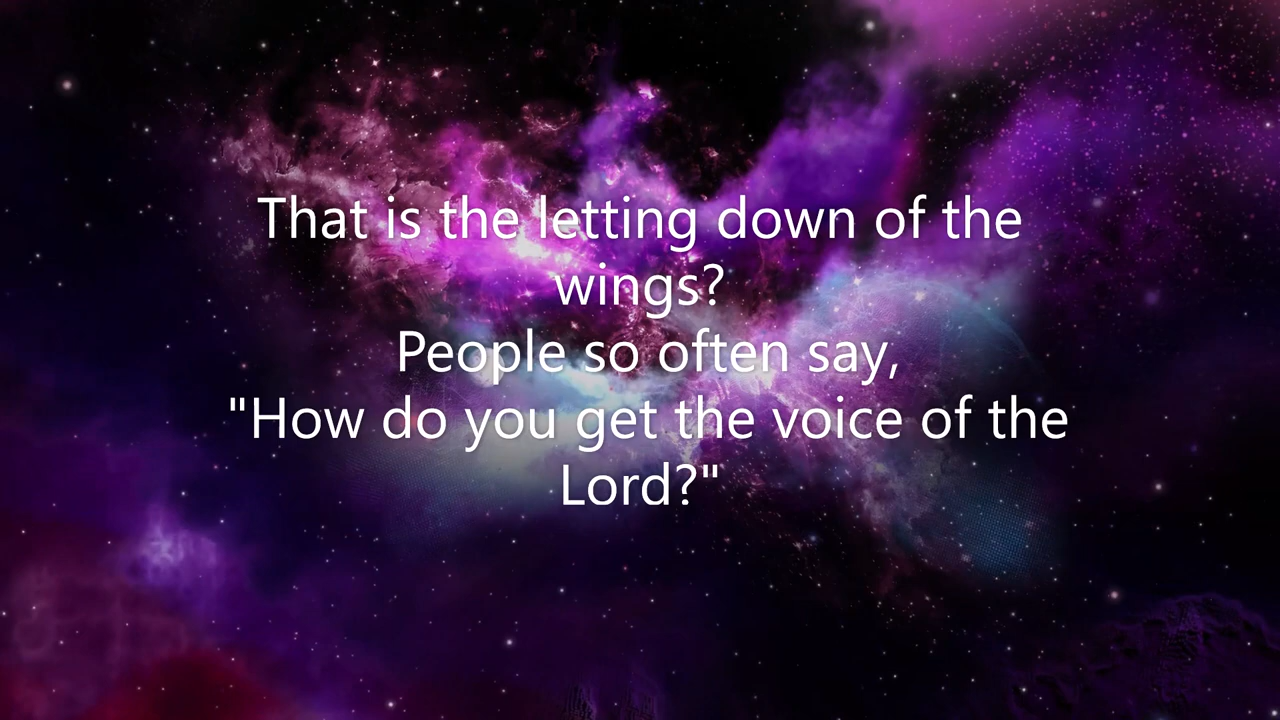 That is the letting down of the
wings?
People so often say,
"How do you get the voice of the
Lord?"